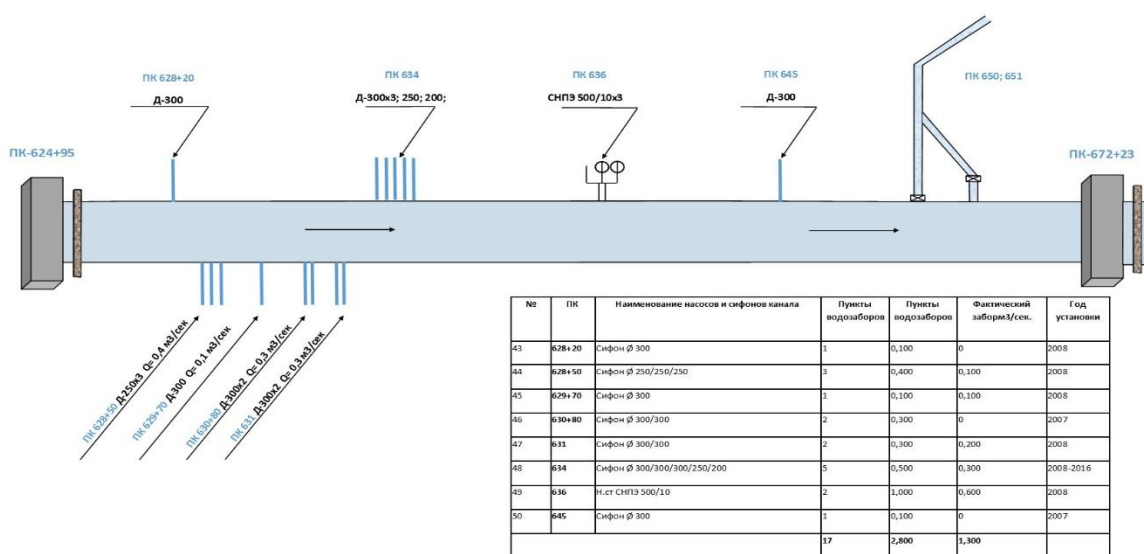 ПК 628+20
Д-300
ПК 634
Д-300х3; 250; 200;
ПК 636
СНПЭ 500/10х3
ПК 645
Д-300
ПК 650; 651
ПК-624+95
ПК-672+23
ПК 628+50 Д-250х3 Q= 0,4 м3/сек
ПК 629+70 Д-300 Q= 0,1 м3/сек
ПК 630+80 Д-300х2 Q= 0,3 м3/сек
ПК 631 Д-300х2 Q= 0,3 м3/сек
№ ПК Наименование насосов и сифонов канала Пункты водозаборов Пункты водозаборов Фактический заборм3/сек. Год установки
43 628+20 Сифон Ø 300 1 0,100 0 2008
44 628+50 Сифон Ø 250/250/250 3 0,400 0,100 2008
45 629+70 Сифон Ø 300 1 0,100 0,100 2008
46 630+80 Сифон Ø 300/300 2 0,300 0 2007
47 631 Сифон Ø 300/300 2 0,300 0,200 2008
48 634 Сифон Ø 300/300/300/250/200 5 0,500 0,300 2008-2016
49 636 Н.ст СНПЭ 500/10 2 1,000 0,600 2008
50 645 Сифон Ø 300 1 0,100 0 2007
17 2,800 1,300